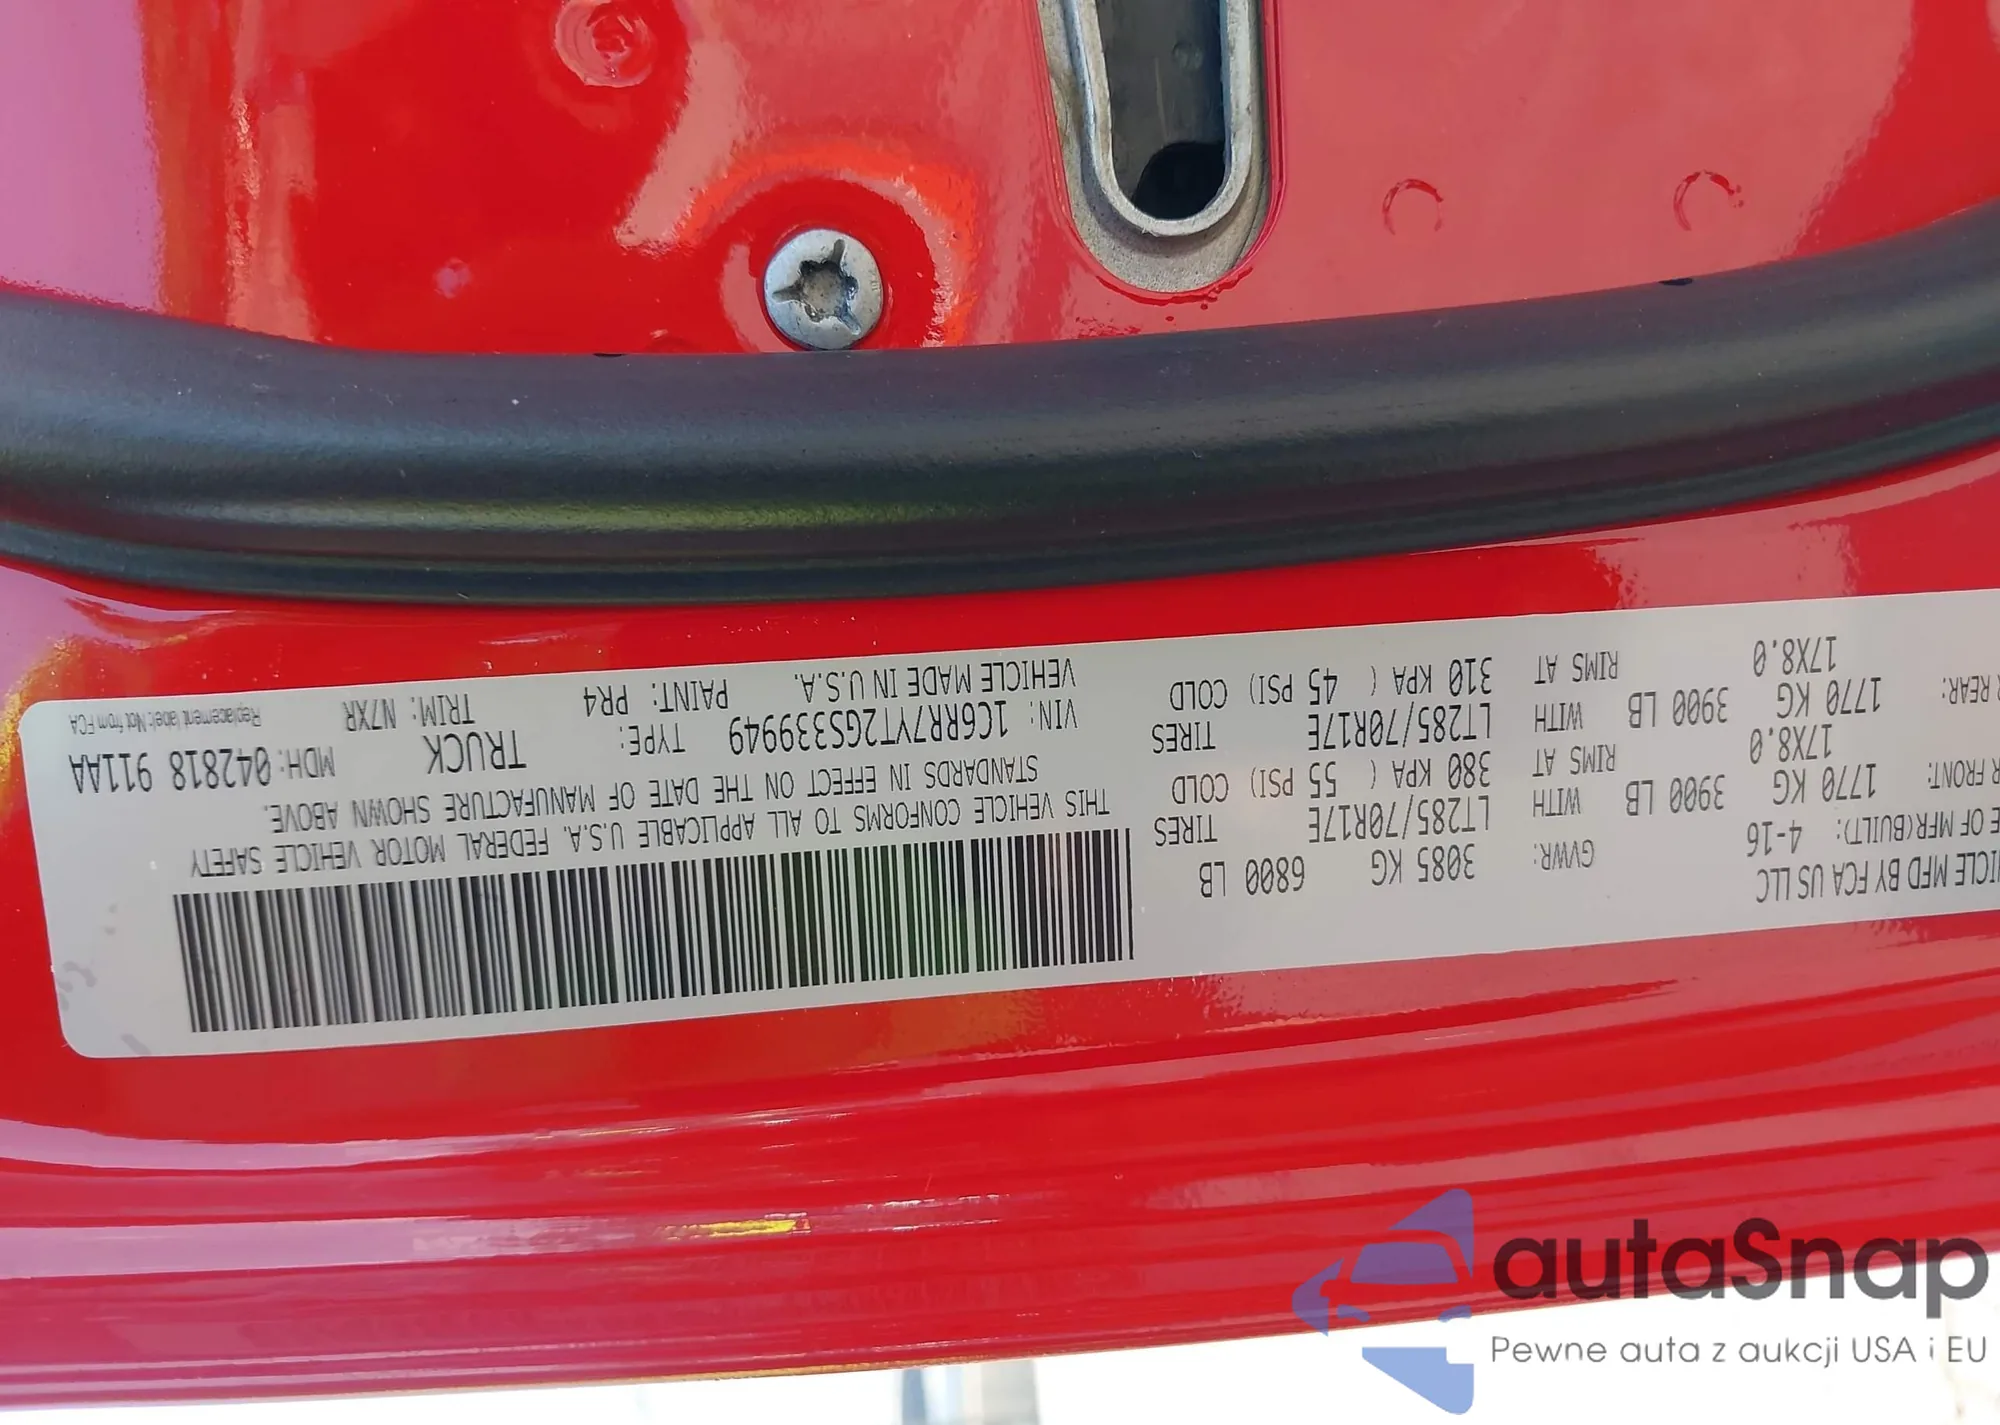 ICLE MFD BY FCA US LLC
E OF MFR(BUILT): 4-16 GVWR: 3085 KG 6800 LB
R FRONT: 1770 KG 3900 LB WITH LT285/70R17E TIRES
17X8.0 RIMS AT 380 KPA ( 55 PSI) COLD
R REAR: 1770 KG 3900 LB WITH LT285/70R17E TIRES
17X8.0 RIMS AT 310 KPA ( 45 PSI) COLD
THIS VEHICLE CONFORMS TO ALL APPLICABLE U.S.A. FEDERAL MOTOR VEHICLE SAFETY
STANDARDS IN EFFECT ON THE DATE OF MANUFACTURE SHOWN ABOVE.
VIN: 1C6RR7YT2GS339949 TYPE: TRUCK MDH: 042818 911AA
VEHICLE MADE IN U.S.A. PAINT: PR4 TRIM: N7XR Replacement label: Not from FCA
autaSnap
Pewne auta z aukcji USA i EU